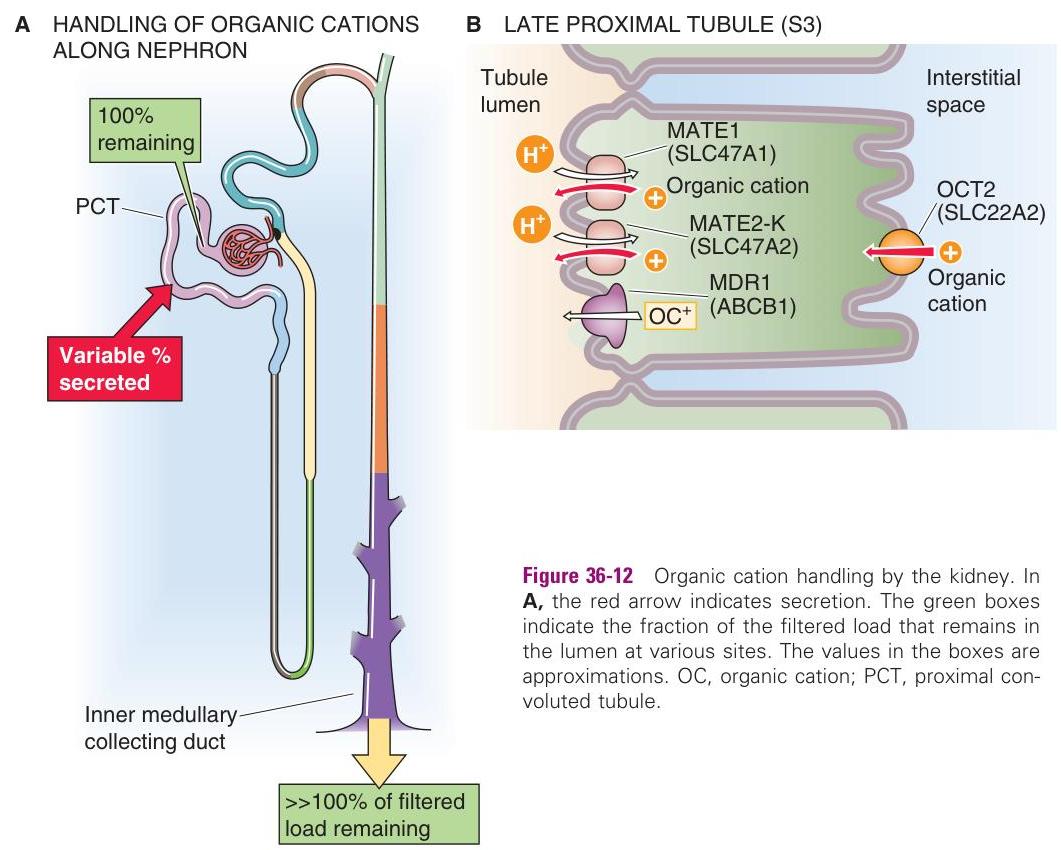 A HANDLING OF ORGANIC CATIONS
ALONG NEPHRON
100%
remaining
PCT
Variable %
secreted
Inner medullary
collecting duct
>>100% of filtered
load remaining
B LATE PROXIMAL TUBULE (S3)
Tubule
lumen
Interstitial
space
MATE1
(SLC47A1)
H+
Organic cation
+
H+
MATE2-K
(SLC47A2)
+
MDR1
(ABCB1)
OC+
OCT2
(SLC22A2)
+
Organic
cation
Figure 36-12 Organic cation handling by the kidney. In
A, the red arrow indicates secretion. The green boxes
indicate the fraction of the filtered load that remains in
the lumen at various sites. The values in the boxes are
approximations. OC, organic cation; PCT, proximal con-
voluted tubule.